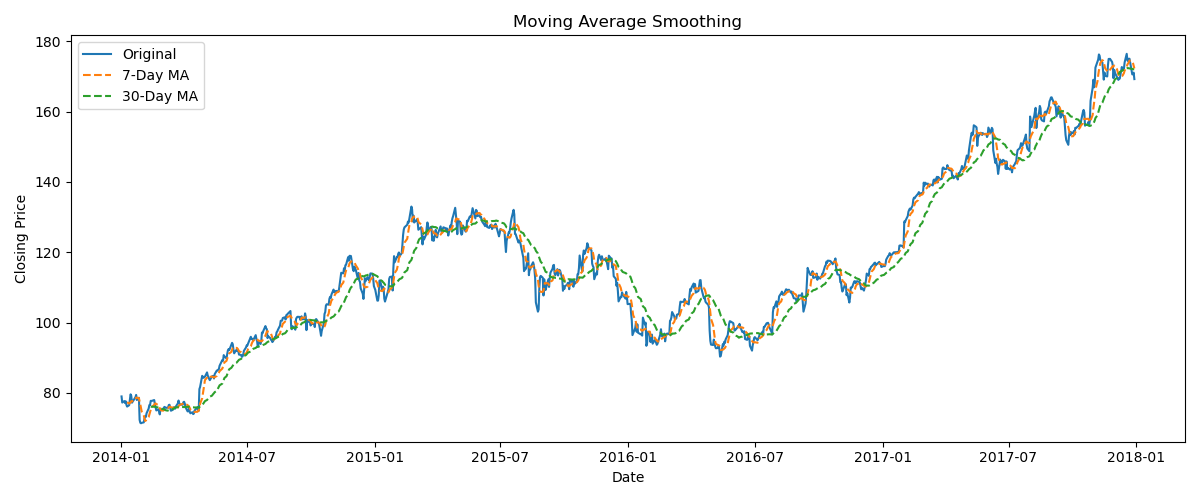 Moving Average Smoothing
Original
7-Day MA
30-Day MA
Closing Price
180
160
140
120
100
80
2014-01 2014-07 2015-01 2015-07 2016-01 2016-07 2017-01 2017-07 2018-01
Date